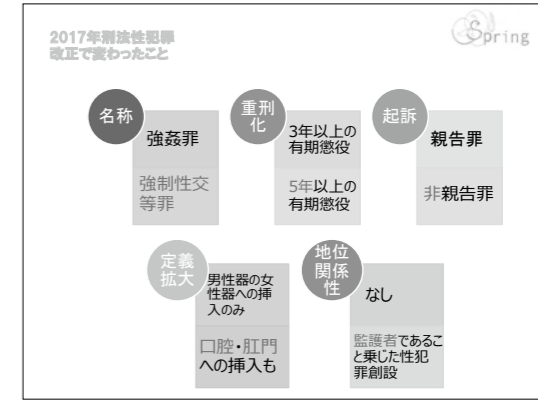 2017年刑法性犯罪
改正で変わったこと
Spring
名称
強姦罪
強制性交
等罪
重刑
化
3年以上の
有期懲役
5年以上の
有期懲役
起訴
親告罪
非親告罪
定義
拡大
男性器の女
性器への挿
入のみ
口腔・肛門
への挿入も
地位
関係
性
なし
監護者であるこ
と乗じた性犯
罪創設